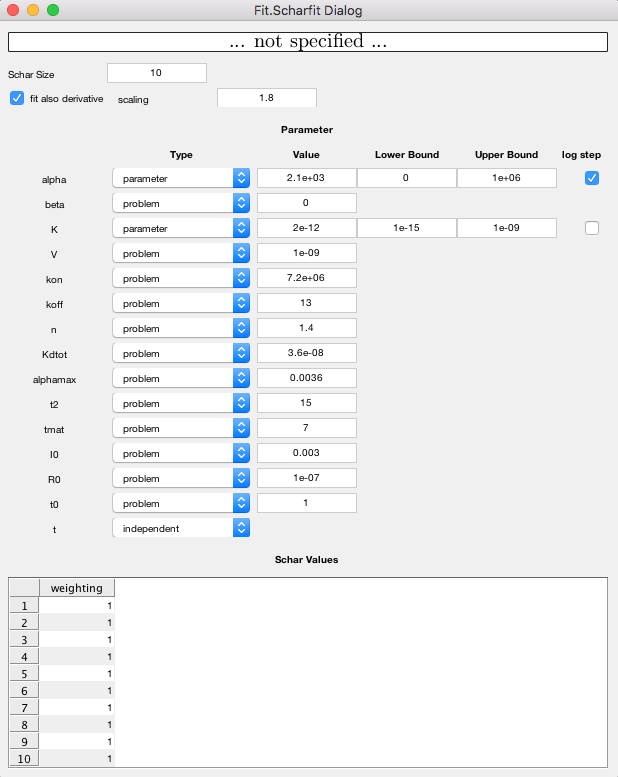 Fit.Scharfit Dialog
... not specified ...
Schar Size 10
fit also derivative scaling 1.8
Parameter
Type Value Lower Bound Upper Bound log step
alpha parameter 2.1e+03 0 1e+06
beta problem 0
K parameter 2e-12 1e-15 1e-09
V problem 1e-09
kon problem 7.2e+06
koff problem 13
n problem 1.4
Kdtot problem 3.6e-08
alphamax problem 0.0036
t2 problem 15
tmat problem 7
I0 problem 0.003
R0 problem 1e-07
t0 problem 1
t independent
Schar Values
weighting
1 1
2 1
3 1
4 1
5 1
6 1
7 1
8 1
9 1
10 1